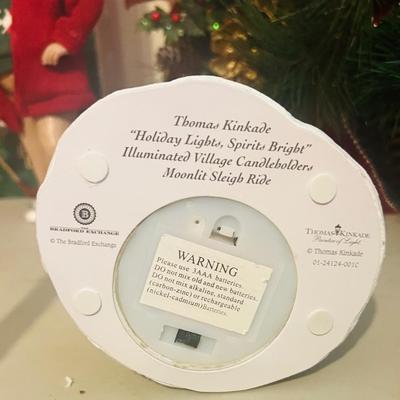 Thomas Kinkade
"Holiday Lights, Spirits Bright"
Illuminated Village Candleholders
Moonlit Sleigh Ride
B
BRADFORD EXCHANGE
© The Bradford Exchange
THOMAS KINKADE
Painter of Light
© Thomas Kinkade
01-24124-001C
WARNING
Please use 3AAA batteries.
DO not mix old and new batteries.
DO not mix alkaline, standard
(carbon-zinc) or rechargeable
(nickel-cadmium)Batteries.